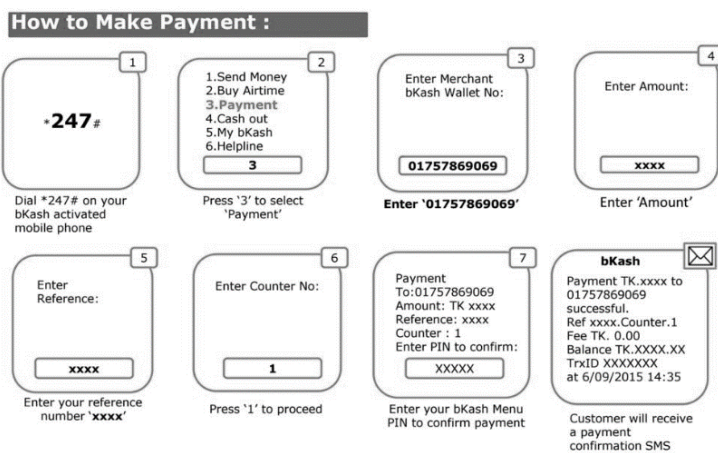 How to Make Payment :
1
*247#
Dial *247# on your
bKash activated
mobile phone
2
1.Send Money
2.Buy Airtime
3.Payment
4.Cash out
5.My bKash
6.Helpline
3
Press ‘3’ to select
‘Payment’
3
Enter Merchant
bKash Wallet No:
01757869069
Enter ‘01757869069’
4
Enter Amount:
xxxx
Enter ‘Amount’
5
Enter
Reference:
xxxx
Enter your reference
number ‘xxxx’
6
Enter Counter No:
1
Press ‘1’ to proceed
7
Payment
To:01757869069
Amount: TK xxxx
Reference: xxxx
Counter : 1
Enter PIN to confirm:
XXXXX
Enter your bKash Menu
PIN to confirm payment
bKash
Payment TK.xxxx to
01757869069
successful.
Ref xxxx.Counter.1
Fee TK. 0.00
Balance TK.XXXX.XX
TrxID XXXXXXX
at 6/09/2015 14:35
Customer will receive
a payment
confirmation SMS